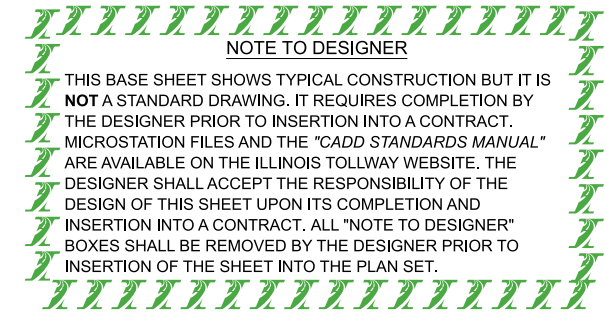 NOTE TO DESIGNER
THIS BASE SHEET SHOWS TYPICAL CONSTRUCTION BUT IT IS
NOT A STANDARD DRAWING. IT REQUIRES COMPLETION BY
THE DESIGNER PRIOR TO INSERTION INTO A CONTRACT.
MICROSTATION FILES AND THE "CADD STANDARDS MANUAL"
ARE AVAILABLE ON THE ILLINOIS TOLLWAY WEBSITE. THE
DESIGNER SHALL ACCEPT THE RESPONSIBILITY OF THE
DESIGN OF THIS SHEET UPON ITS COMPLETION AND
INSERTION INTO A CONTRACT. ALL "NOTE TO DESIGNER"
BOXES SHALL BE REMOVED BY THE DESIGNER PRIOR TO
INSERTION OF THE SHEET INTO THE PLAN SET.